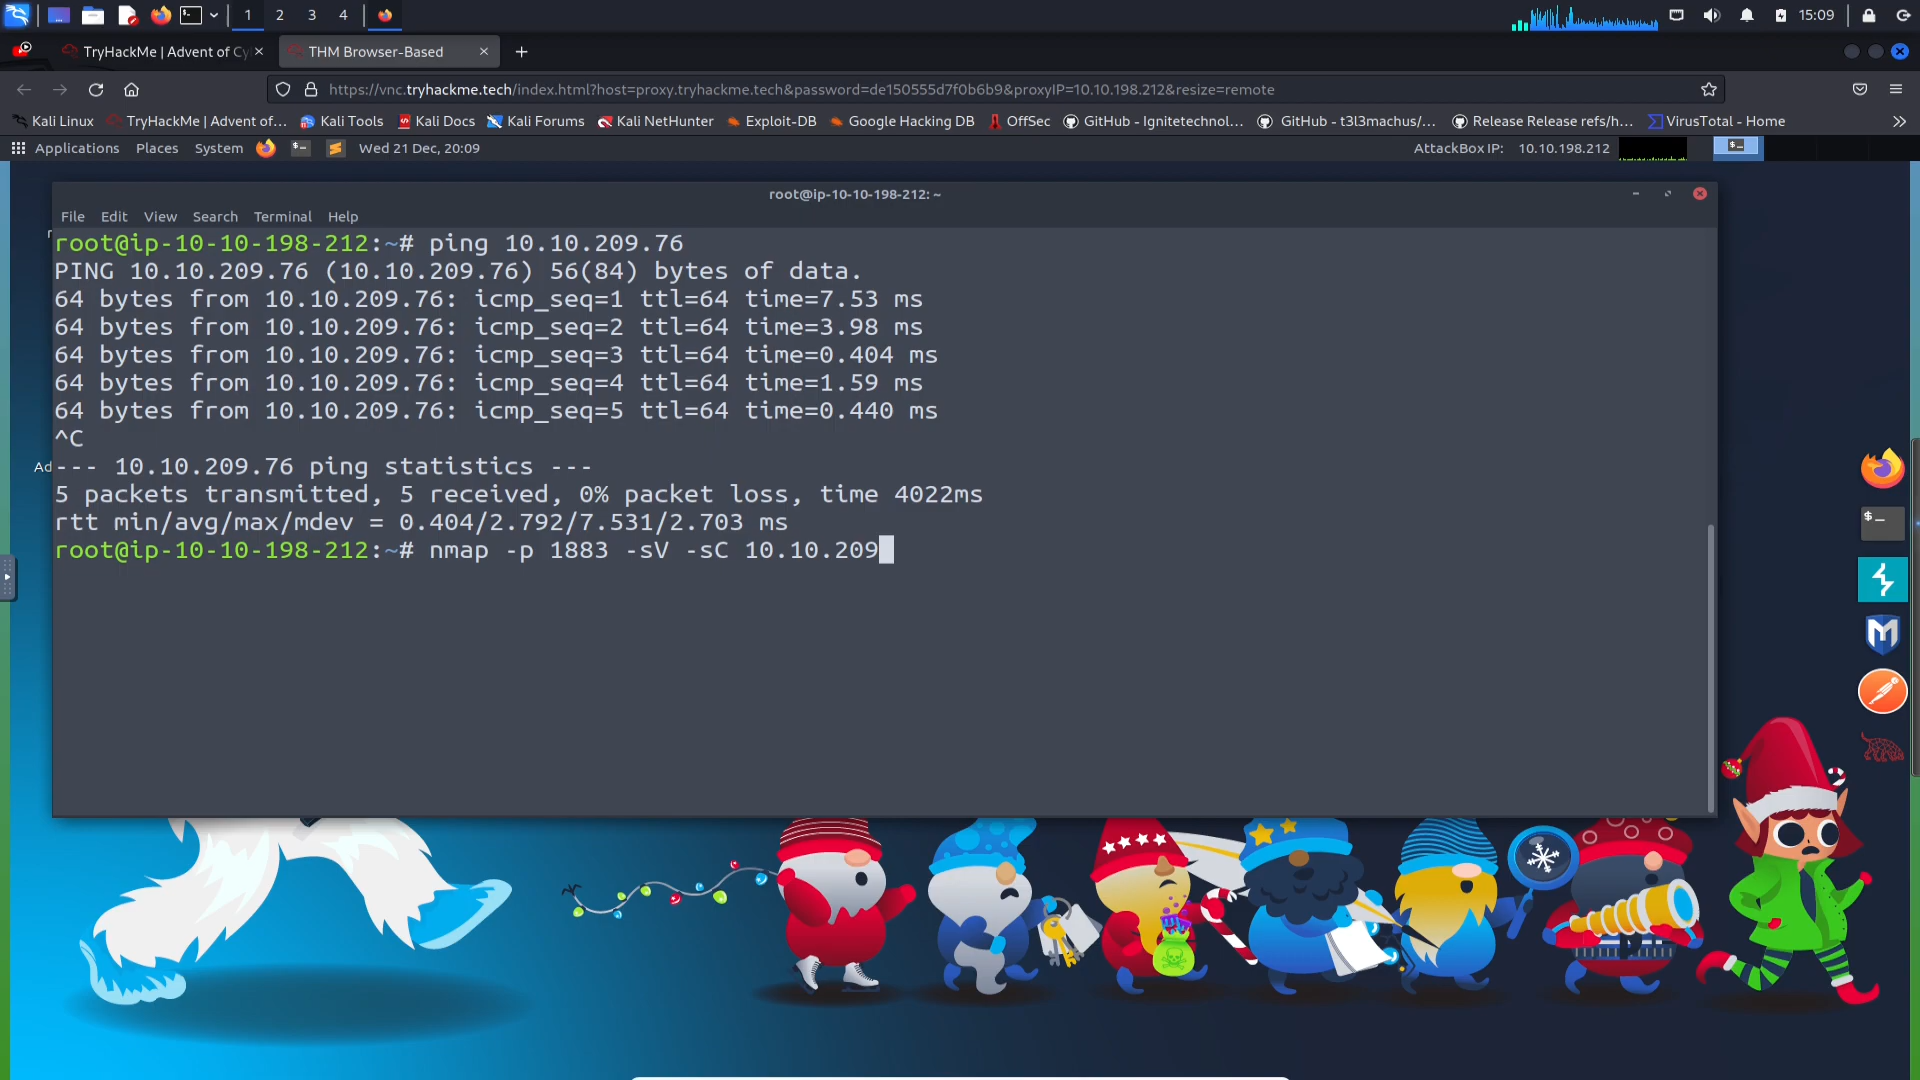 1 2 3 4 15:09
TryHackMe | Advent of Cy THM Browser-Based
https://vnc.tryhackme.tech/index.html?host=proxy.tryhackme.tech&password=de150555d7f0b6b9&proxyIP=10.10.198.212&resize=remote
Kali Linux TryHackMe | Advent of... Kali Tools Kali Docs Kali Forums Kali NetHunter Exploit-DB Google Hacking DB OffSec GitHub - Ignitetechnol... GitHub - t3l3machus/... Release Release refs/h... VirusTotal - Home
Applications Places System Wed 21 Dec, 20:09 AttackBox IP: 10.10.198.212
root@ip-10-10-198-212: ~
File Edit View Search Terminal Help
root@ip-10-10-198-212:~# ping 10.10.209.76
PING 10.10.209.76 (10.10.209.76) 56(84) bytes of data.
64 bytes from 10.10.209.76: icmp_seq=1 ttl=64 time=7.53 ms
64 bytes from 10.10.209.76: icmp_seq=2 ttl=64 time=3.98 ms
64 bytes from 10.10.209.76: icmp_seq=3 ttl=64 time=0.404 ms
64 bytes from 10.10.209.76: icmp_seq=4 ttl=64 time=1.59 ms
64 bytes from 10.10.209.76: icmp_seq=5 ttl=64 time=0.440 ms
^C
Ad
--- 10.10.209.76 ping statistics ---
5 packets transmitted, 5 received, 0% packet loss, time 4022ms
rtt min/avg/max/mdev = 0.404/2.792/7.531/2.703 ms
root@ip-10-10-198-212:~# nmap -p 1883 -sV -sC 10.10.209